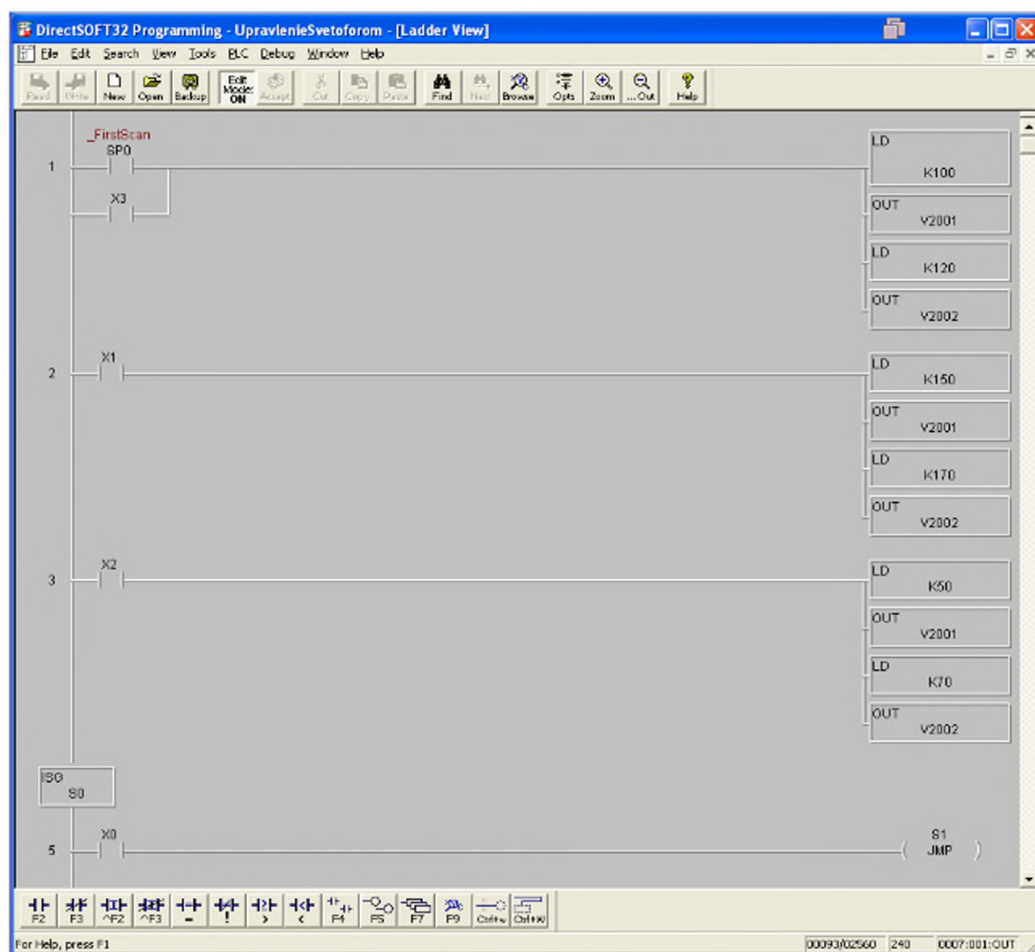 DirectSOFT32 Programming - UpravlenieSvetoforom - [Ladder View]
File Edit Search View Tools PLC Debug Window Help
Read Write New Open Backup Edit Mode: ON Accept Cut Copy Paste Find Next Browse Opts Zoom ...Out Help
_FirstScan
SP0
1
X3
LD
K100
OUT
V2001
LD
K120
OUT
V2002
X1
2
LD
K150
OUT
V2001
LD
K170
OUT
V2002
X2
3
LD
K50
OUT
V2001
LD
K70
OUT
V2002
ISG
S0
X0
5
S1
JMP
F2 F3 ^F2 ^F3 = ! > < F4 F5 F7 F9 Ctrl+w Ctrl+W
For Help, press F1
00093/02560 240 0007:001:OUT